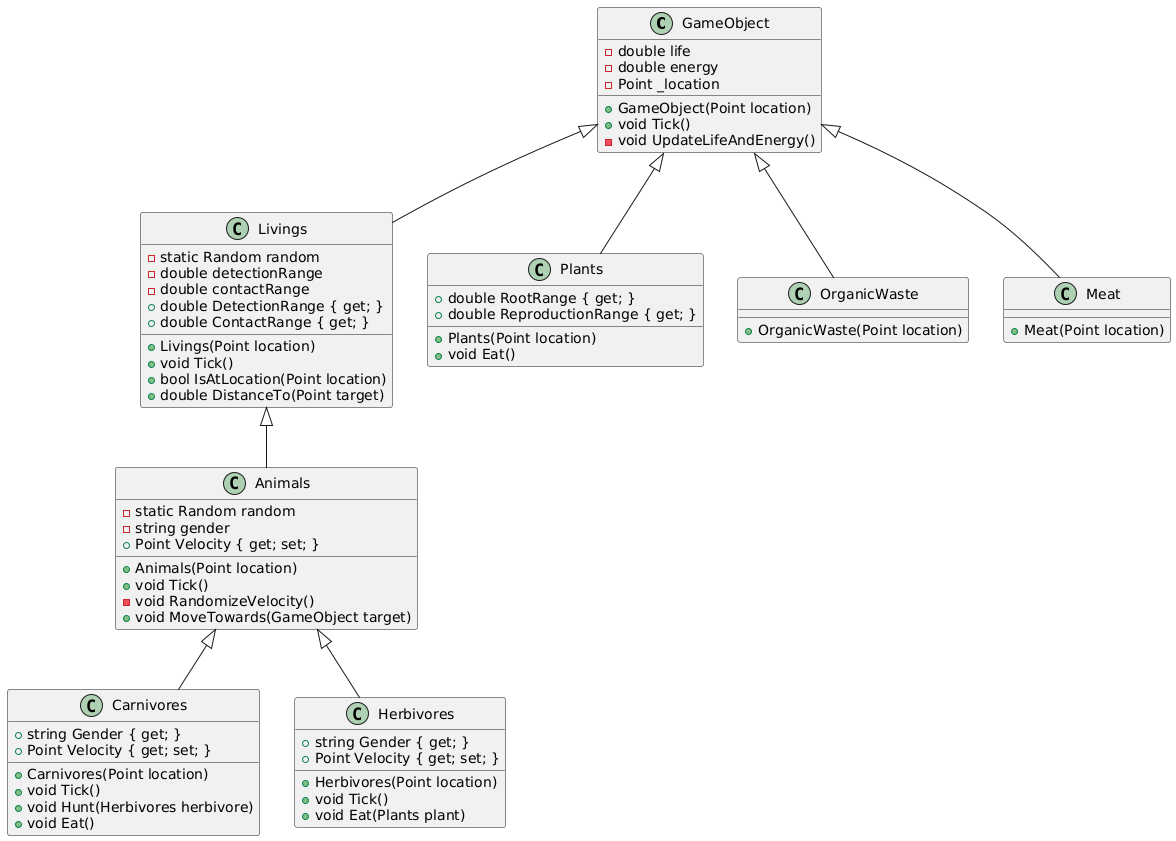 C GameObject
double life
double energy
Point _location
GameObject(Point location)
void Tick()
void UpdateLifeAndEnergy()
C Livings
static Random random
double detectionRange
double contactRange
double DetectionRange { get; }
double ContactRange { get; }
Livings(Point location)
void Tick()
bool IsAtLocation(Point location)
double DistanceTo(Point target)
C Plants
double RootRange { get; }
double ReproductionRange { get; }
Plants(Point location)
void Eat()
C OrganicWaste
OrganicWaste(Point location)
C Meat
Meat(Point location)
C Animals
static Random random
string gender
Point Velocity { get; set; }
Animals(Point location)
void Tick()
void RandomizeVelocity()
void MoveTowards(GameObject target)
C Carnivores
string Gender { get; }
Point Velocity { get; set; }
Carnivores(Point location)
void Tick()
void Hunt(Herbivores herbivore)
void Eat()
C Herbivores
string Gender { get; }
Point Velocity { get; set; }
Herbivores(Point location)
void Tick()
void Eat(Plants plant)